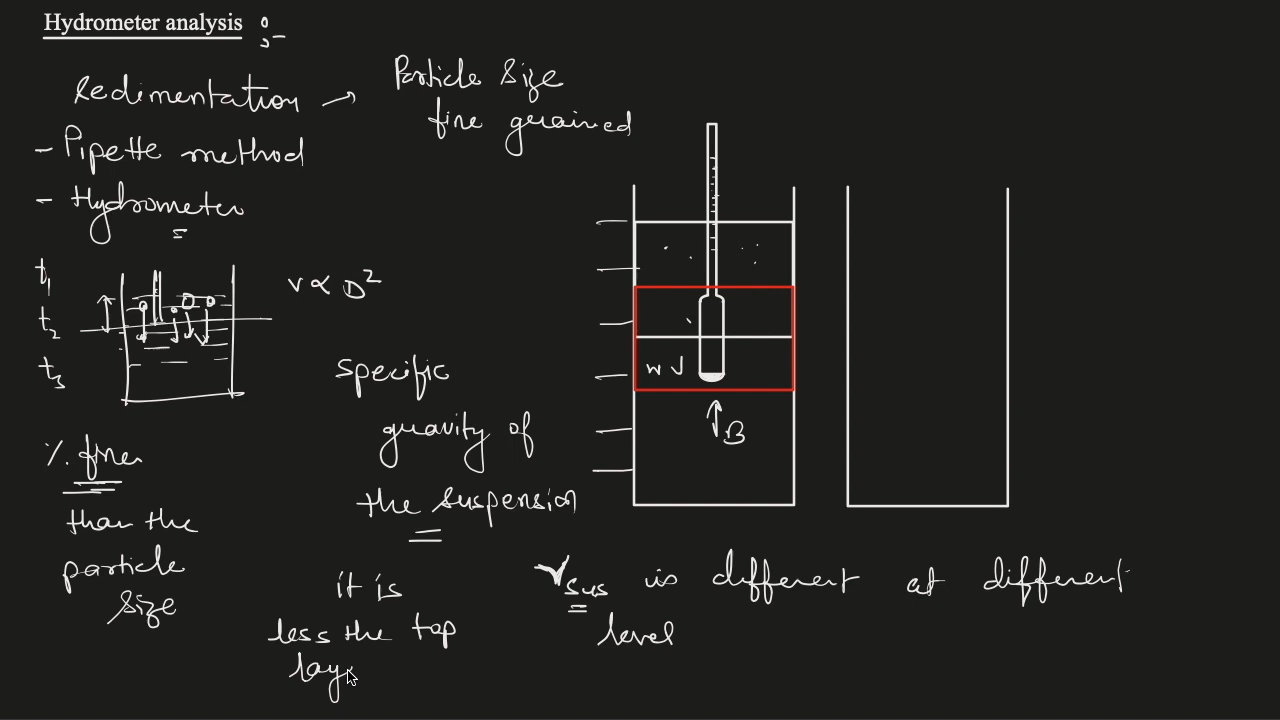 Hydrometer analysis :-
Sedimentation →
Particle Size
fine grained
- Pipette method
- Hydrometer
t₁
t₂
t₃
v ∝ D²
% finer
than the
particle
size
specific
gravity of
the suspension
it is
less the top
lay
B
γsus is different at different
level